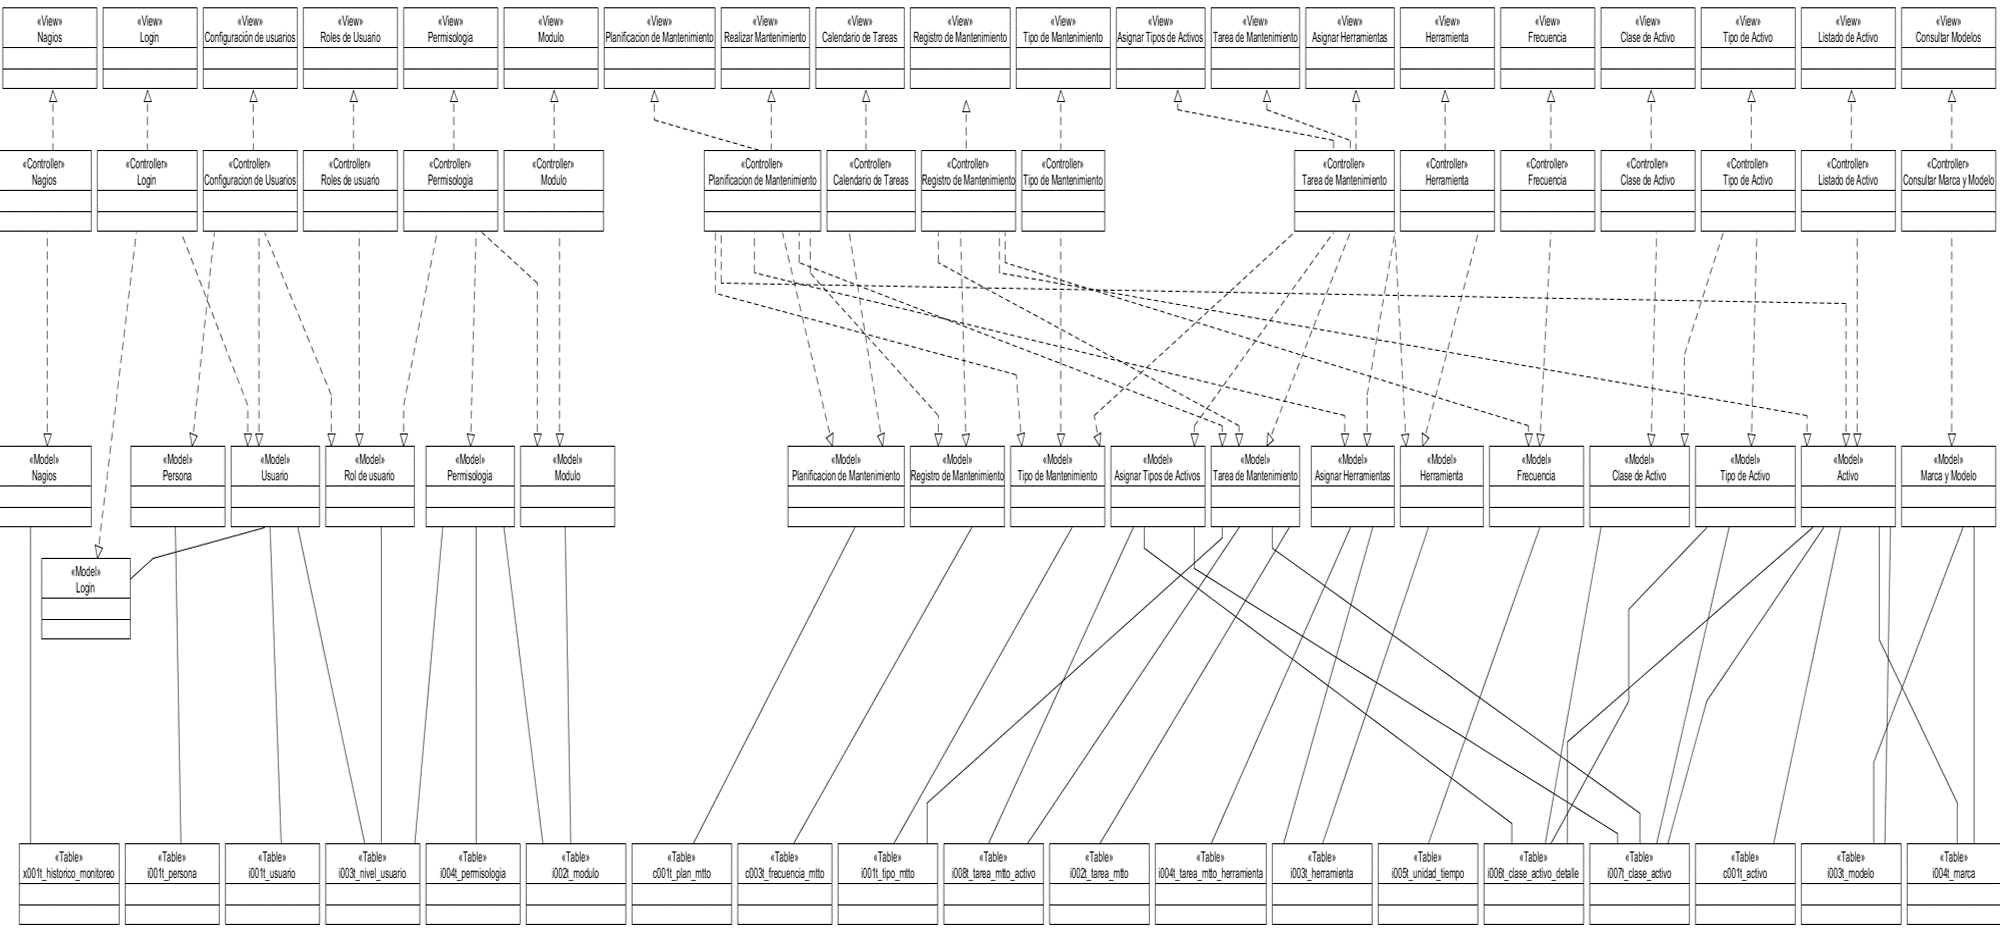 «View»
Nagios
«View»
Login
«View»
Configuración de usuarios
«View»
Roles de Usuario
«View»
Permisologia
«View»
Modulo
«View»
Planificacion de Mantenimiento
«View»
Realizar Mantenimiento
«View»
Calendario de Tareas
«View»
Registro de Mantenimiento
«View»
Tipo de Mantenimiento
«View»
Asignar Tipos de Activos
«View»
Tarea de Mantenimiento
«View»
Asignar Herramientas
«View»
Herramienta
«View»
Frecuencia
«View»
Clase de Activo
«View»
Tipo de Activo
«View»
Listado de Activo
«View»
Consultar Modelos
«Controller»
Nagios
«Controller»
Login
«Controller»
Configuracion de Usuarios
«Controller»
Roles de usuario
«Controller»
Permisologia
«Controller»
Modulo
«Controller»
Planificacion de Mantenimiento
«Controller»
Calendario de Tareas
«Controller»
Registro de Mantenimiento
«Controller»
Tipo de Mantenimiento
«Controller»
Tarea de Mantenimiento
«Controller»
Herramienta
«Controller»
Frecuencia
«Controller»
Clase de Activo
«Controller»
Tipo de Activo
«Controller»
Listado de Activo
«Controller»
Consultar Marca y Modelo
«Model»
Nagios
«Model»
Persona
«Model»
Usuario
«Model»
Rol de usuario
«Model»
Permisologia
«Model»
Modulo
«Model»
Planificacion de Mantenimiento
«Model»
Registro de Mantenimiento
«Model»
Tipo de Mantenimiento
«Model»
Asignar Tipos de Activos
«Model»
Tarea de Mantenimiento
«Model»
Asignar Herramientas
«Model»
Herramienta
«Model»
Frecuencia
«Model»
Clase de Activo
«Model»
Tipo de Activo
«Model»
Activo
«Model»
Marca y Modelo
«Model»
Login
«Table»
x001t_historico_monitoreo
«Table»
i001t_persona
«Table»
i001t_usuario
«Table»
i003t_nivel_usuario
«Table»
i004t_permisologia
«Table»
i002t_modulo
«Table»
c001t_plan_mtto
«Table»
c003t_frecuencia_mtto
«Table»
i001t_tipo_mtto
«Table»
i008t_tarea_mtto_activo
«Table»
i002t_tarea_mtto
«Table»
i004t_tarea_mtto_herramienta
«Table»
i003t_herramienta
«Table»
i005t_unidad_tiempo
«Table»
i006t_clase_activo_detalle
«Table»
i007t_clase_activo
«Table»
c001t_activo
«Table»
i003t_modelo
«Table»
i004t_marca